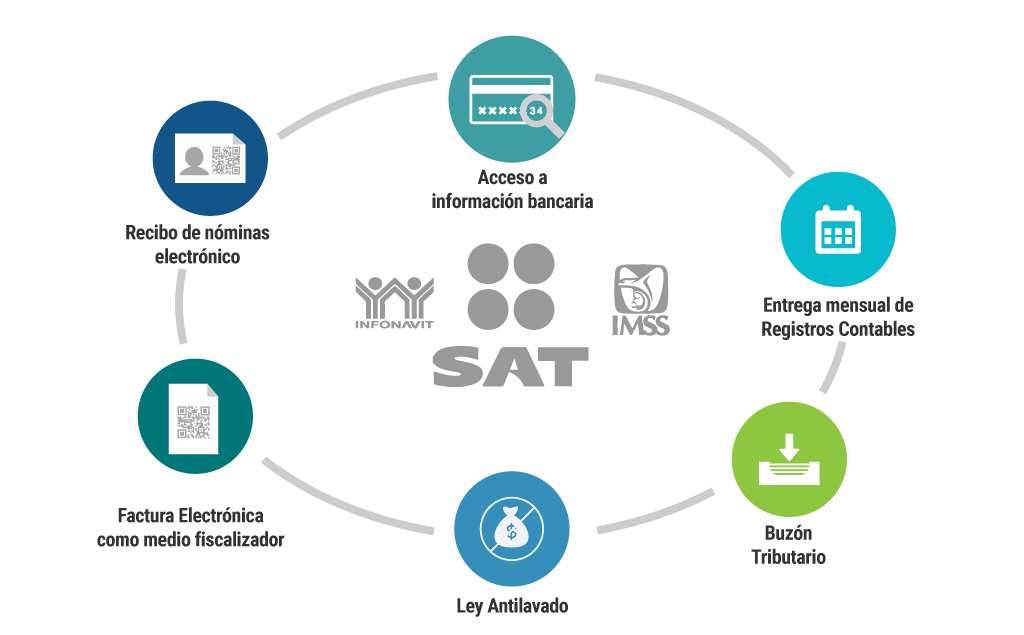 34
Acceso a
información bancaria
Recibo de nóminas
electrónico
Entrega mensual de
Registros Contables
INFONAVIT
SAT
IMSS
Factura Electrónica
como medio fiscalizador
Buzón
Tributario
$ $
Ley Antilavado